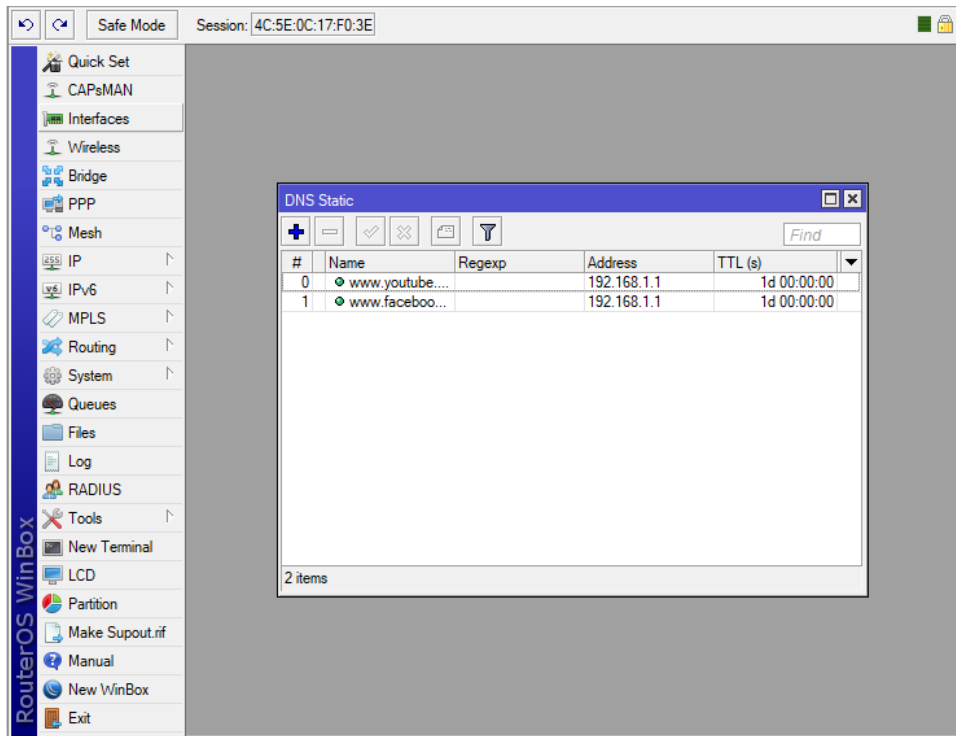 Safe Mode Session: 4C:5E:0C:17:F0:3E
Quick Set
CAPsMAN
Interfaces
Wireless
Bridge
PPP
Mesh
255 IP
v6 IPv6
MPLS
Routing
System
Queues
Files
Log
RADIUS
Tools
New Terminal
LCD
Partition
Make Supout.rif
Manual
New WinBox
Exit
RouterOS WinBox
DNS Static
Find
# Name Regexp Address TTL (s)
0 www.youtube.... 192.168.1.1 1d 00:00:00
1 www.faceboo... 192.168.1.1 1d 00:00:00
2 items